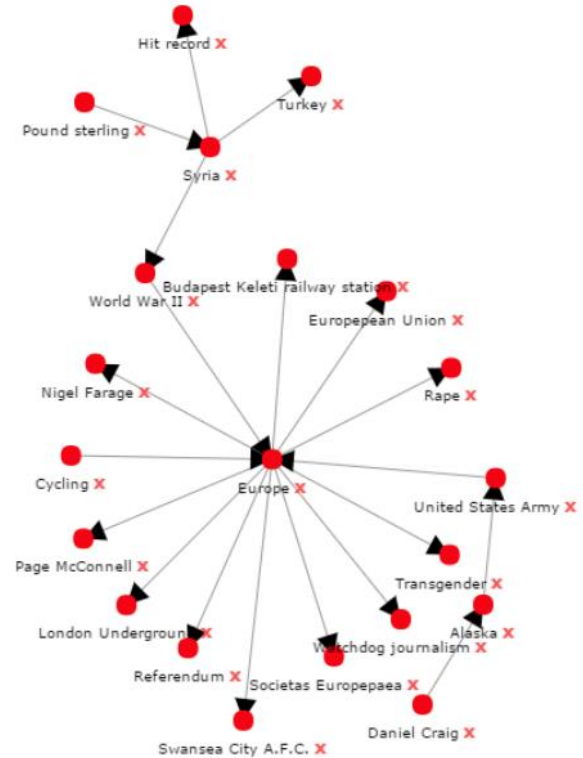 Hit record x
Turkey x
Pound sterling x
Syria x
Budapest Keleti railway station x
World War II x
Europepean Union x
Nigel Farage x
Rape x
Cycling x
Europe x
United States Army x
Page McConnell x
Transgender x
London Underground x
Alaska x
Watchdog journalism x
Referendum x
Societas Europepaea x
Daniel Craig x
Swansea City A.F.C. x